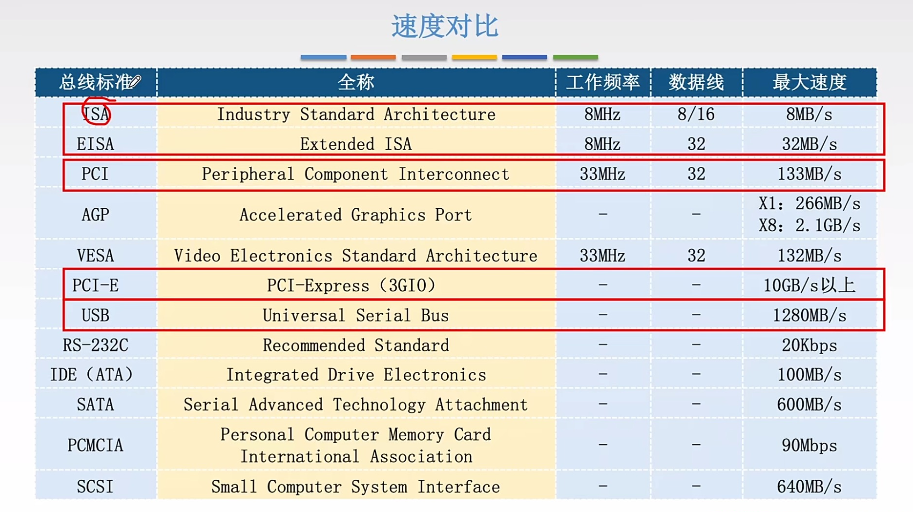 速度对比
总线标准 全称 工作频率 数据线 最大速度
ISA Industry Standard Architecture 8MHz 8/16 8MB/s
EISA Extended ISA 8MHz 32 32MB/s
PCI Peripheral Component Interconnect 33MHz 32 133MB/s
AGP Accelerated Graphics Port - - X1：266MB/s
X8：2.1GB/s
VESA Video Electronics Standard Architecture 33MHz 32 132MB/s
PCI-E PCI-Express（3GIO） - - 10GB/s以上
USB Universal Serial Bus - - 1280MB/s
RS-232C Recommended Standard - - 20Kbps
IDE（ATA） Integrated Drive Electronics - - 100MB/s
SATA Serial Advanced Technology Attachment - - 600MB/s
PCMCIA Personal Computer Memory Card
International Association - - 90Mbps
SCSI Small Computer System Interface - - 640MB/s